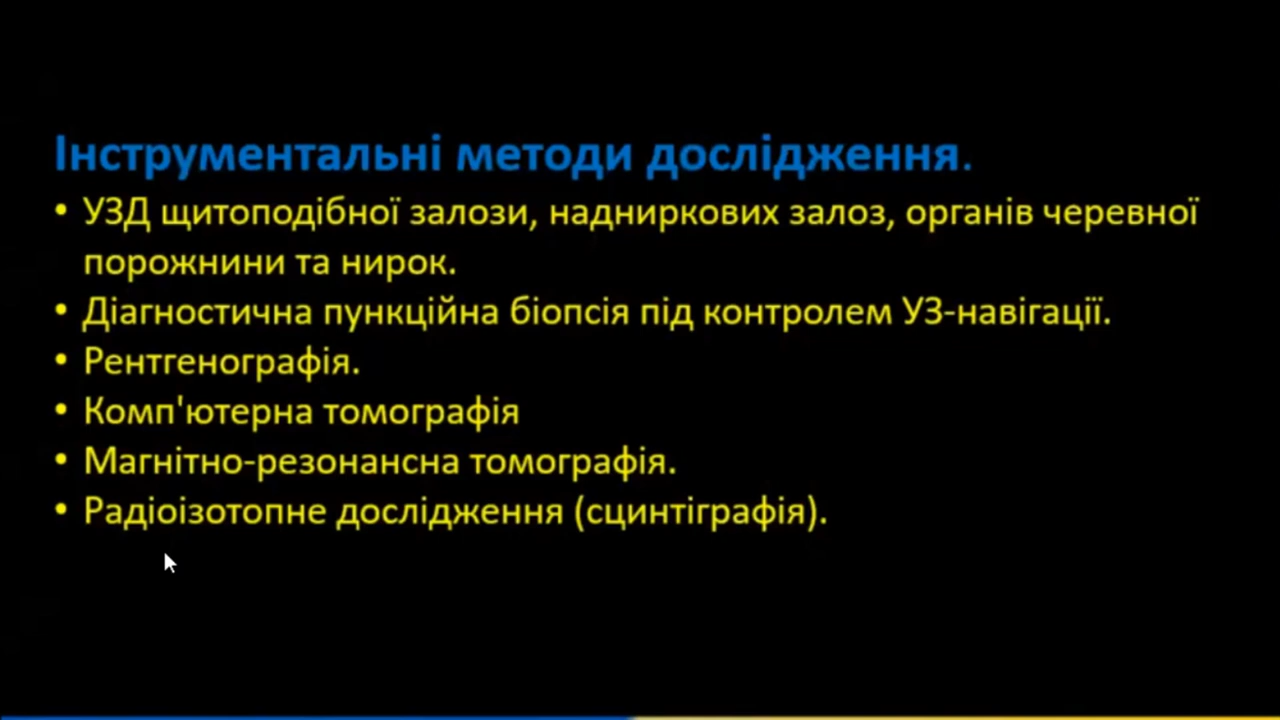 Інструментальні методи дослідження.
• УЗД щитоподібної залози, надниркових залоз, органів черевної
порожнини та нирок.
• Діагностична пункційна біопсія під контролем УЗ-навігації.
• Рентгенографія.
• Комп'ютерна томографія
• Магнітно-резонансна томографія.
• Радіоізотопне дослідження (сцинтіграфія).